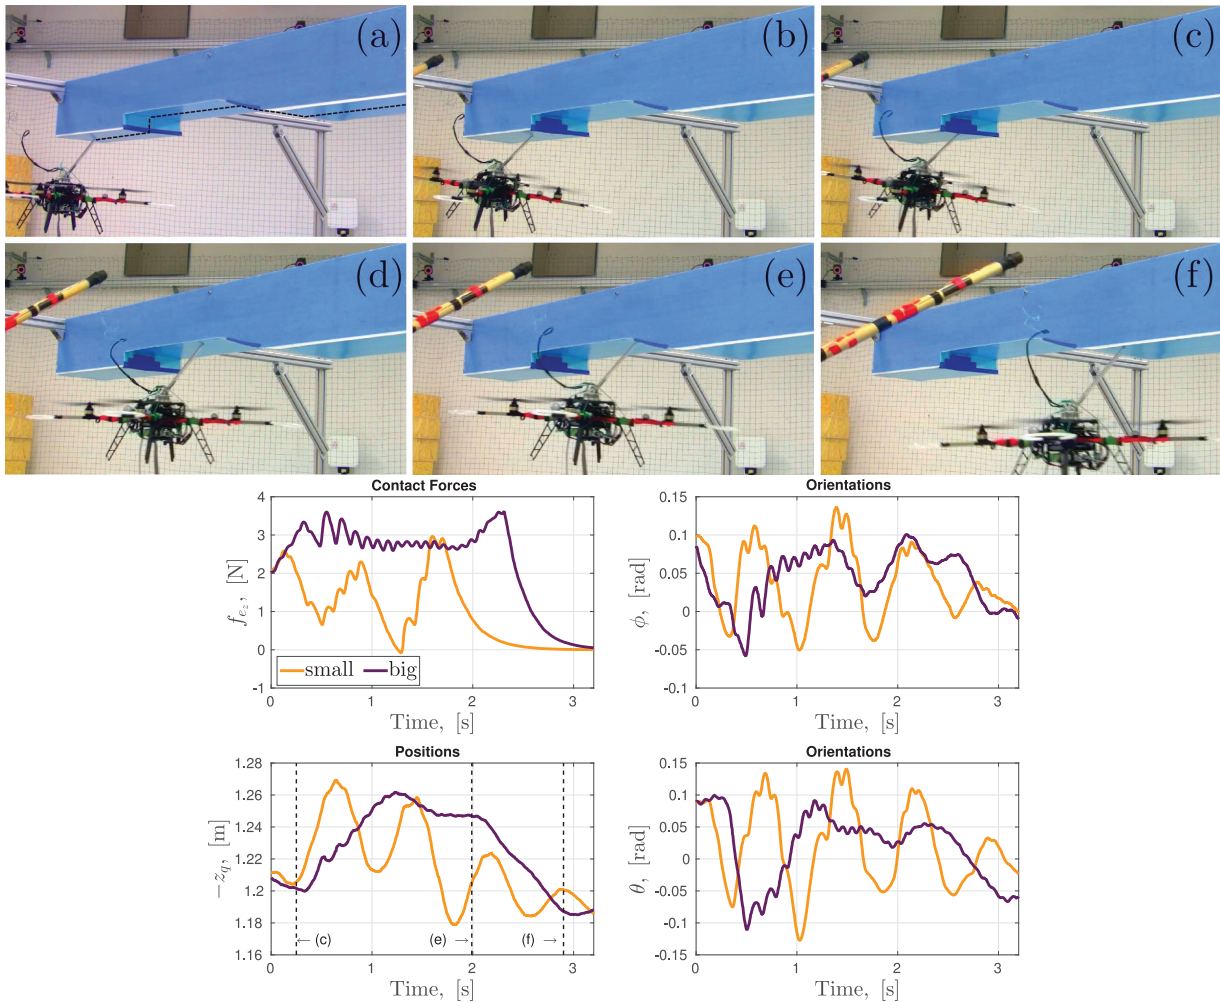 (a)
(b)
(c)
(d)
(e)
(f)
Contact Forces
4
3
2
1
0
-1
f_{e_z}, [N]
small big
0 1 2 3
Time, [s]
Orientations
0.15
0.1
0.05
0
-0.05
-0.1
ϕ, [rad]
0 1 2 3
Time, [s]
Positions
1.28
1.26
1.24
1.22
1.2
1.18
1.16
−z_q, [m]
← (c) (e) → (f) →
0 1 2 3
Time, [s]
Orientations
0.15
0.1
0.05
0
-0.05
-0.1
-0.15
θ, [rad]
0 1 2 3
Time, [s]